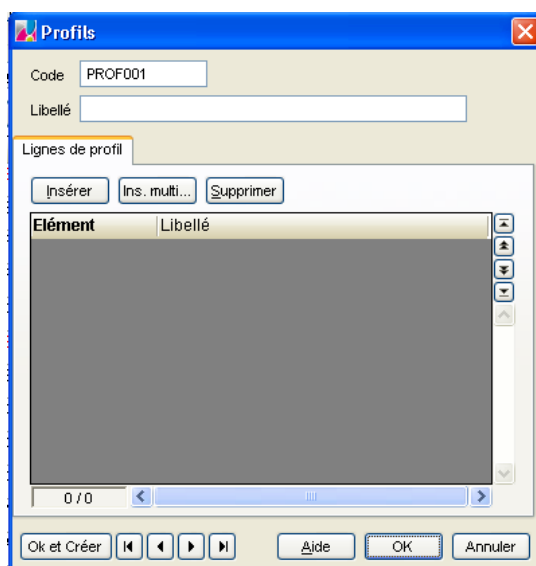 Profils
Code PROF001
Libellé
Lignes de profil
Insérer Ins. multi... Supprimer
Elément Libellé
0 / 0
Ok et Créer Aide OK Annuler